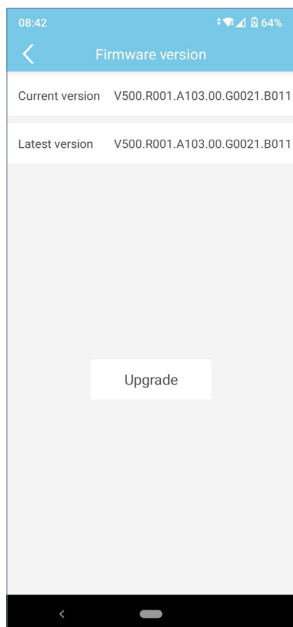 08:42 64%
Firmware version
Current version V500.R001.A103.00.G0021.B011
Latest version V500.R001.A103.00.G0021.B011
Upgrade